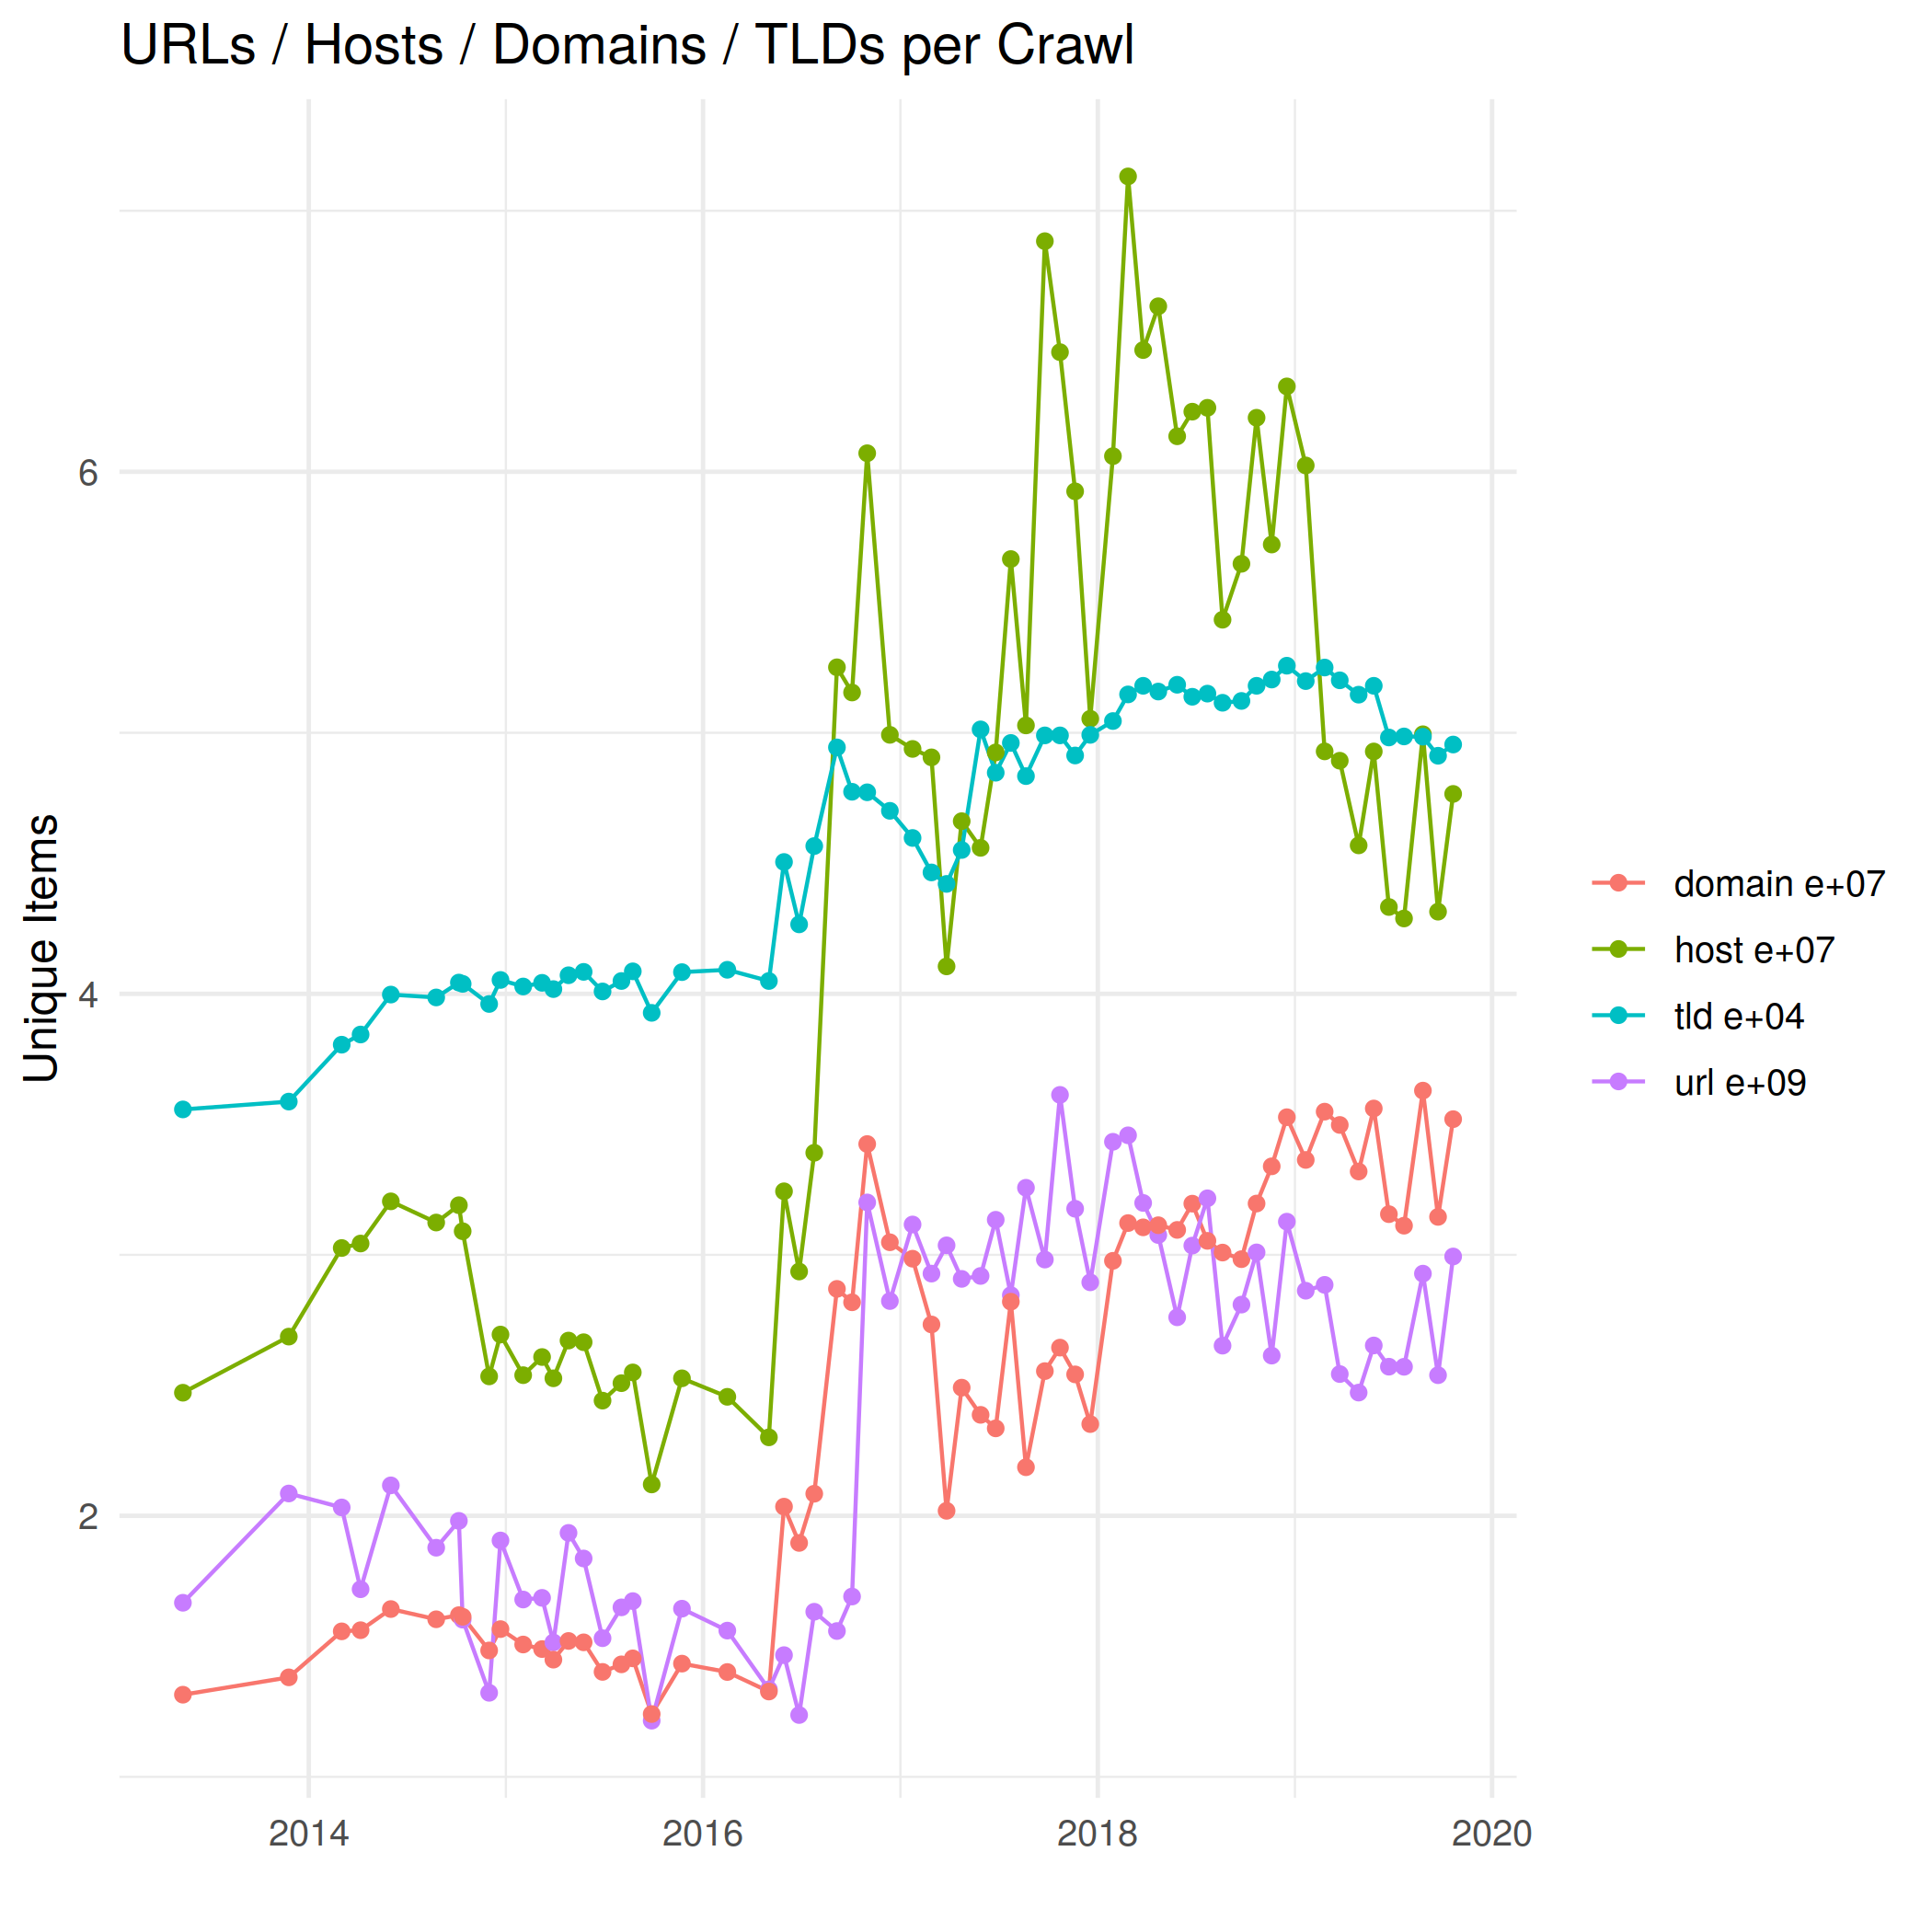 URLs / Hosts / Domains / TLDs per Crawl
Unique Items
6
4
2
2014
2016
2018
2020
domain e+07
host e+07
tld e+04
url e+09